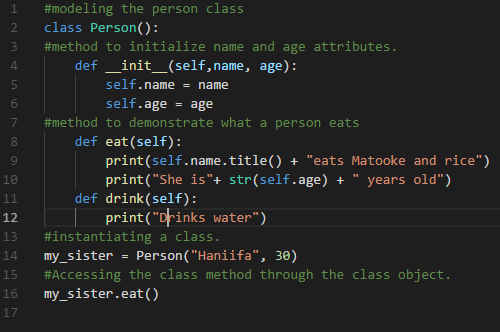 1 #modeling the person class
2 class Person():
3 #method to initialize name and age attributes.
4     def __init__(self,name, age):
5         self.name = name
6         self.age = age
7 #method to demonstrate what a person eats
8     def eat(self):
9         print(self.name.title() + "eats Matooke and rice")
10         print("She is"+ str(self.age) + " years old")
11     def drink(self):
12         print("Drinks water")
13 #instantiating a class.
14 my_sister = Person("Haniifa", 30)
15 #Accessing the class method through the class object.
16 my_sister.eat()
17